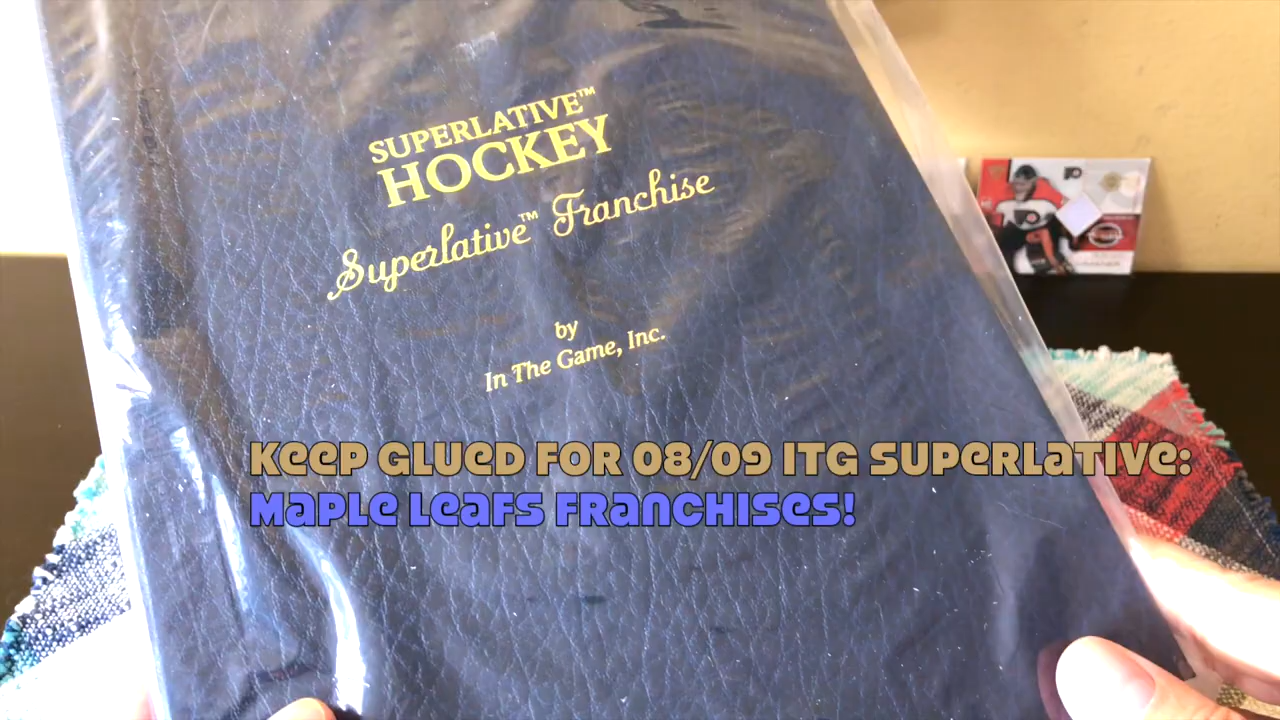 SUPERLATIVE™
HOCKEY
Superlative™ Franchise
by
In The Game, Inc.
Keep Glued for 08/09 ITG Superlative:
Maple Leafs Franchises!